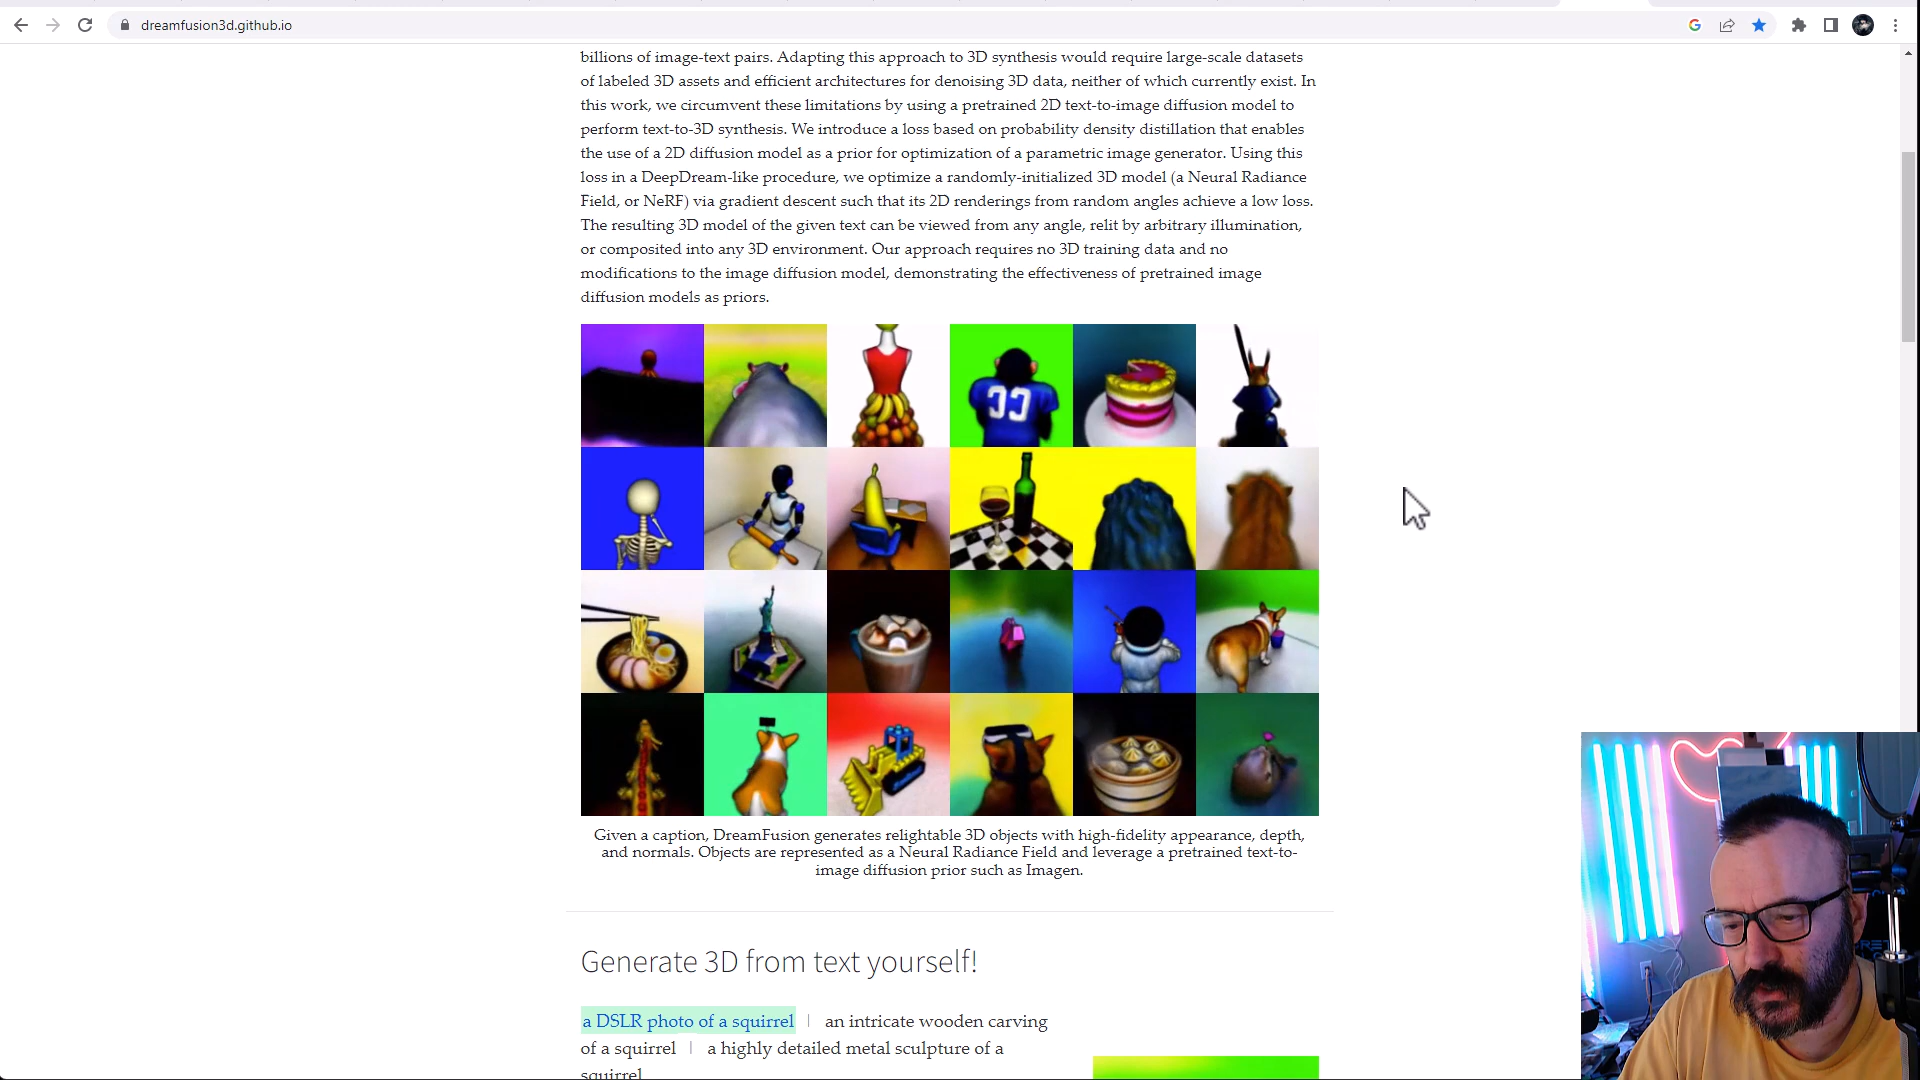 dreamfusion3d.github.io
billions of image-text pairs. Adapting this approach to 3D synthesis would require large-scale datasets
of labeled 3D assets and efficient architectures for denoising 3D data, neither of which currently exist. In
this work, we circumvent these limitations by using a pretrained 2D text-to-image diffusion model to
perform text-to-3D synthesis. We introduce a loss based on probability density distillation that enables
the use of a 2D diffusion model as a prior for optimization of a parametric image generator. Using this
loss in a DeepDream-like procedure, we optimize a randomly-initialized 3D model (a Neural Radiance
Field, or NeRF) via gradient descent such that its 2D renderings from random angles achieve a low loss.
The resulting 3D model of the given text can be viewed from any angle, relit by arbitrary illumination,
or composited into any 3D environment. Our approach requires no 3D training data and no
modifications to the image diffusion model, demonstrating the effectiveness of pretrained image
diffusion models as priors.
Given a caption, DreamFusion generates relightable 3D objects with high-fidelity appearance, depth,
and normals. Objects are represented as a Neural Radiance Field and leverage a pretrained text-to-
image diffusion prior such as Imagen.
Generate 3D from text yourself!
a DSLR photo of a squirrel | an intricate wooden carving
of a squirrel | a highly detailed metal sculpture of a
squirrel